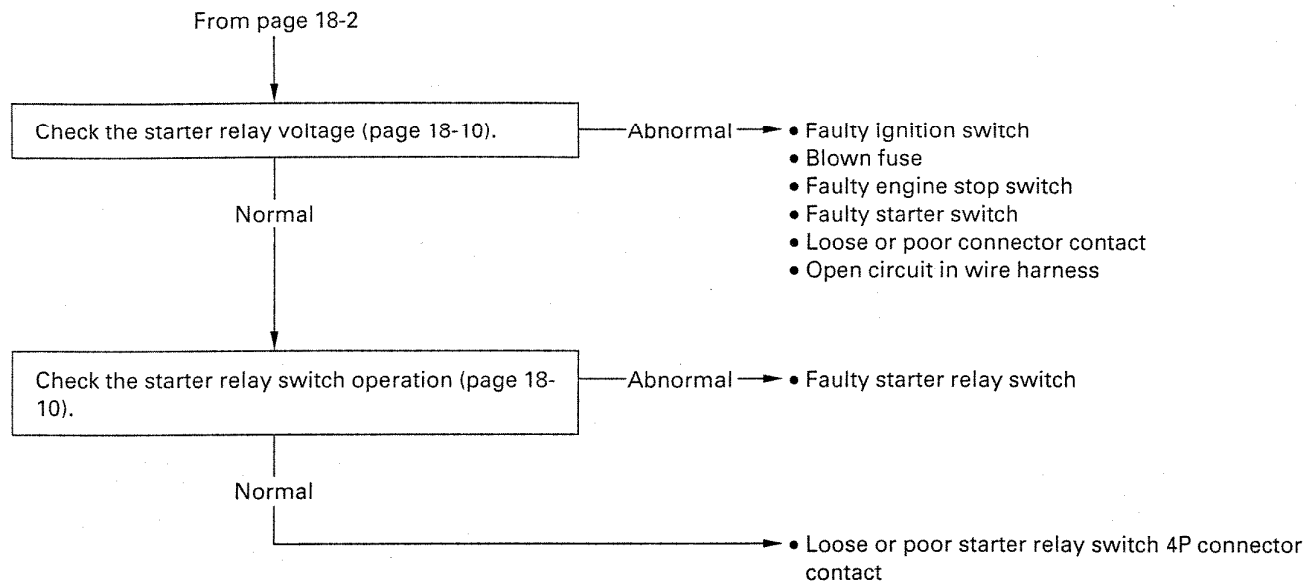 From page 18-2
Check the starter relay voltage (page 18-10).
Abnormal
• Faulty ignition switch
• Blown fuse
• Faulty engine stop switch
• Faulty starter switch
• Loose or poor connector contact
• Open circuit in wire harness
Normal
Check the starter relay switch operation (page 18-
10).
Abnormal
• Faulty starter relay switch
Normal
• Loose or poor starter relay switch 4P connector
contact